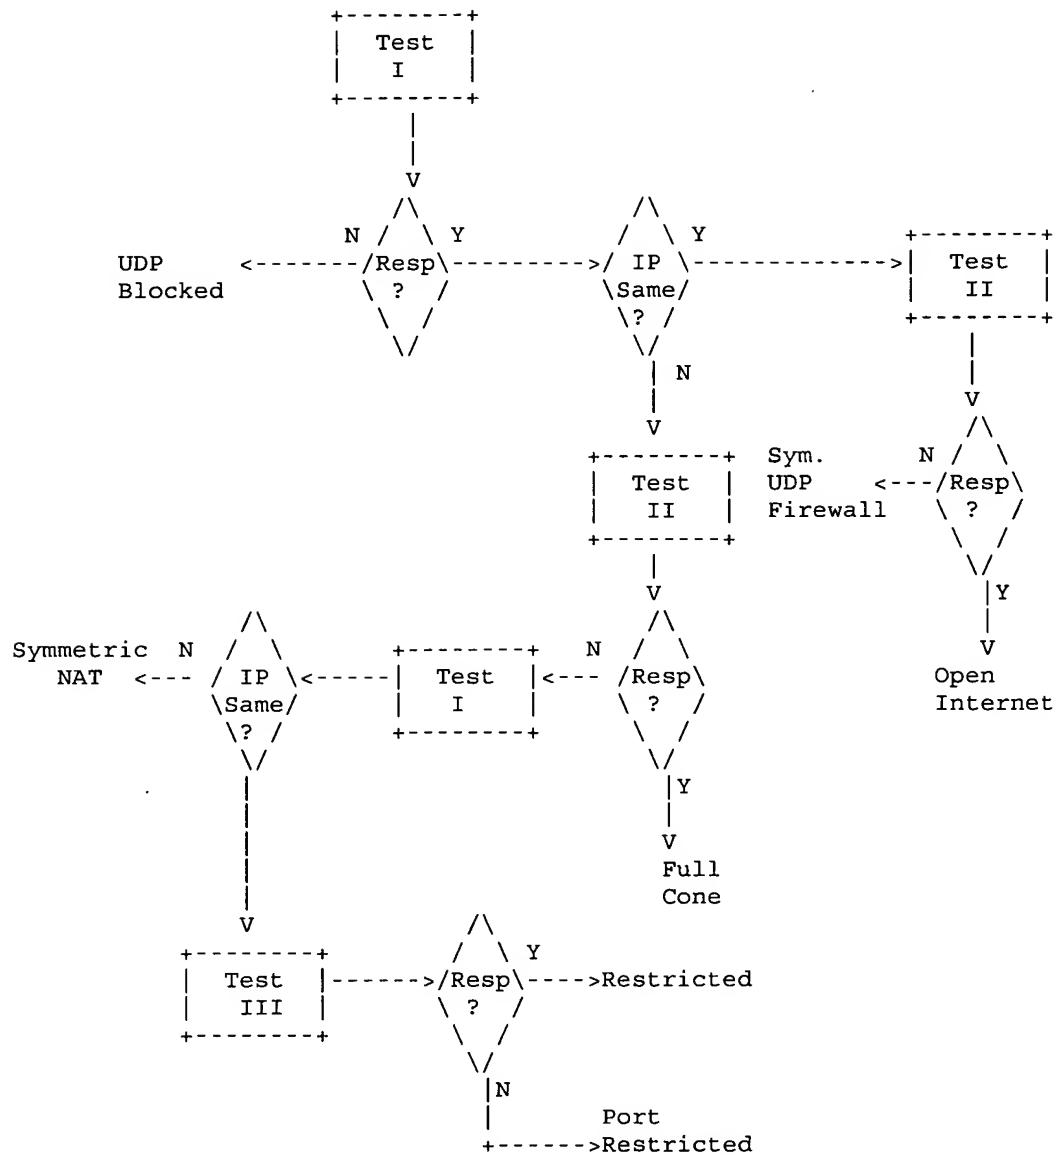 Test
I
V
N Y
UDP
Blocked
Resp
?
Y
IP
Same
?
Test
II
N
V
V
Test
II
Sym.
UDP
Firewall
N
Resp
?
V
Y
V
Open
Internet
Symmetric
NAT
N
IP
Same
?
Test
I
N
Resp
?
Y
V
Full
Cone
V
Test
III
Resp
?
Y
Restricted
N
Port
Restricted